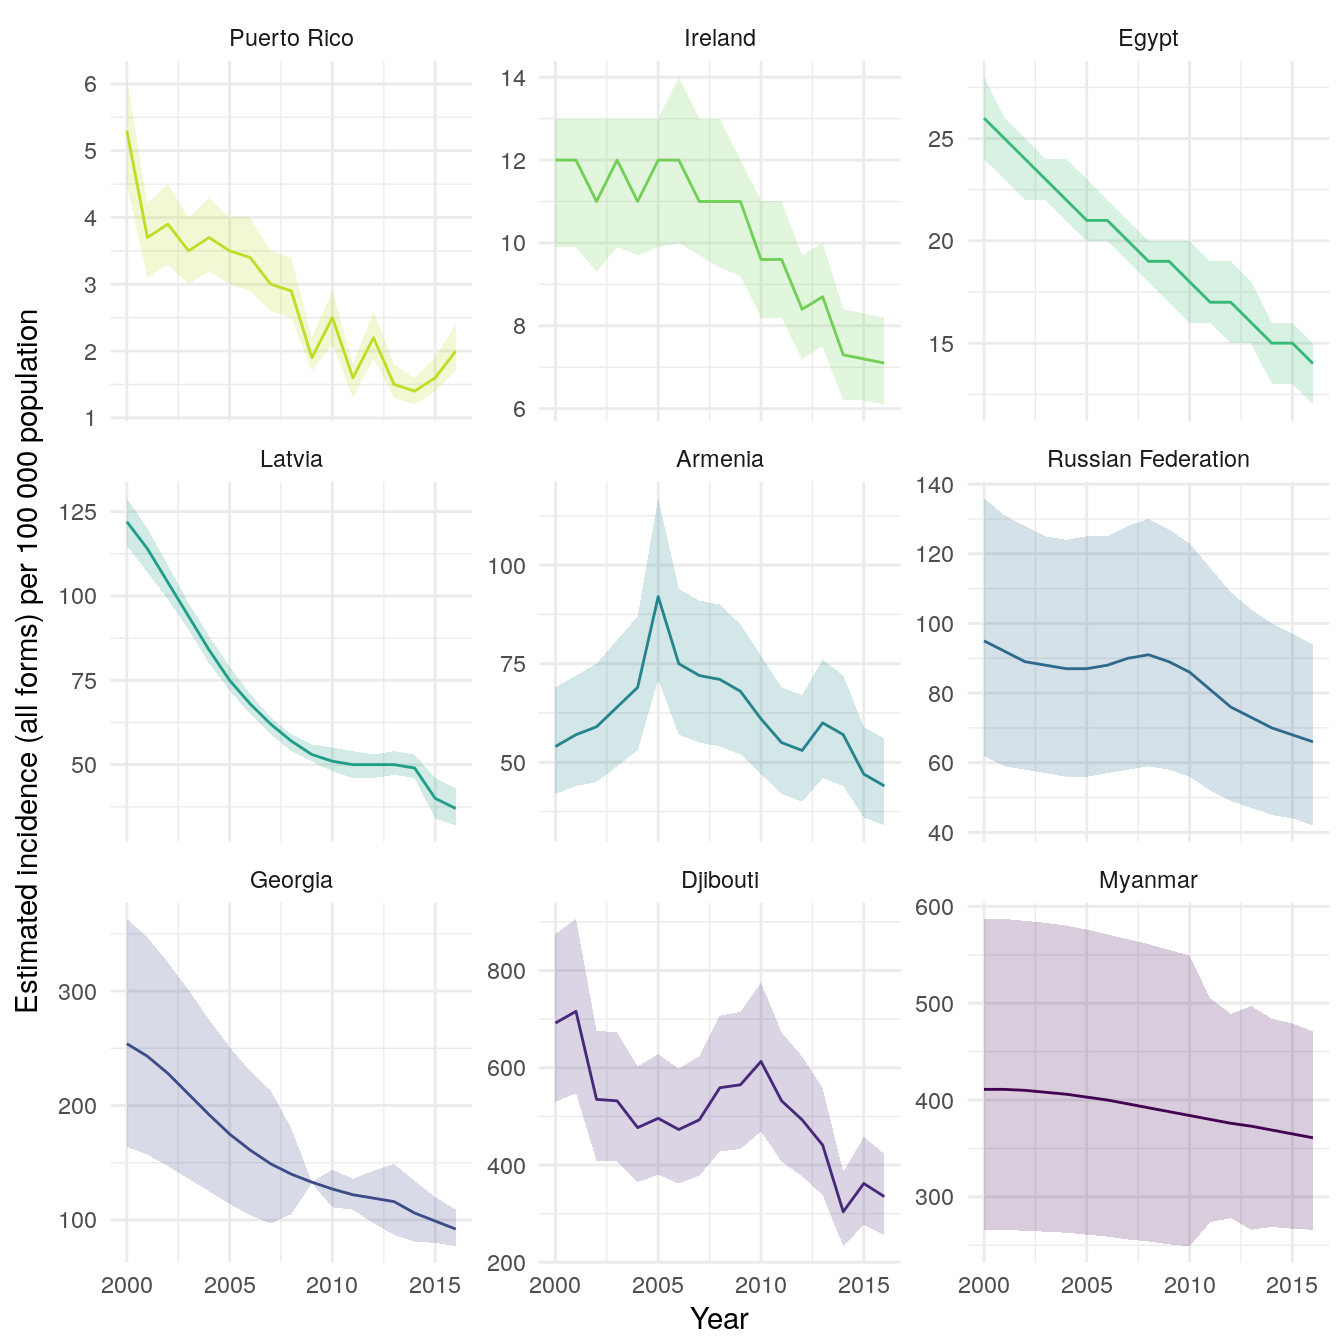 Puerto Rico
Ireland
Egypt
6
5
4
3
2
1
14
12
10
8
6
25
20
15
Latvia
Armenia
Russian Federation
125
100
75
50
100
75
50
140
120
100
80
60
40
Georgia
Djibouti
Myanmar
300
200
100
800
600
400
200
600
500
400
300
2000 2005 2010 2015
2000 2005 2010 2015
2000 2005 2010 2015
Year
Estimated incidence (all forms) per 100 000 population